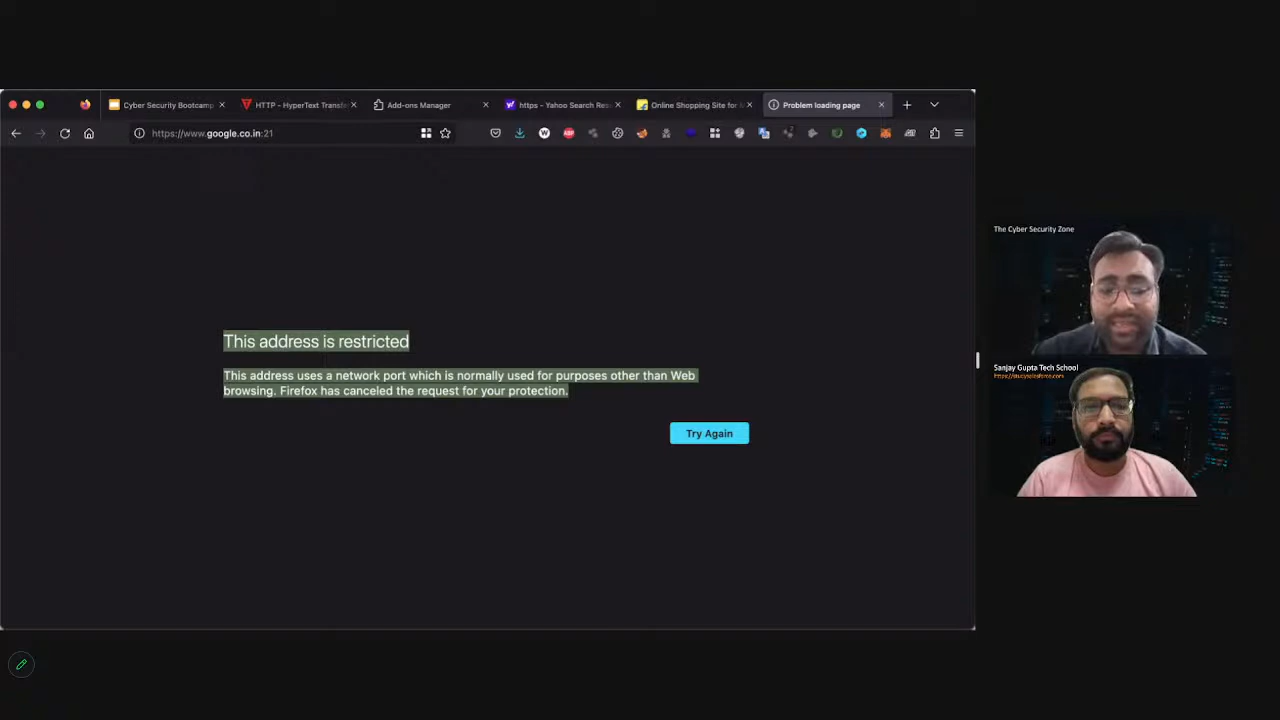 Cyber Security Bootcamp
HTTP - HyperText Transfe
Add-ons Manager
https - Yahoo Search Res
Online Shopping Site for
Problem loading page
https://www.google.co.in:21
This address is restricted
This address uses a network port which is normally used for purposes other than Web
browsing. Firefox has canceled the request for your protection.
Try Again
The Cyber Security Zone
Sanjay Gupta Tech School